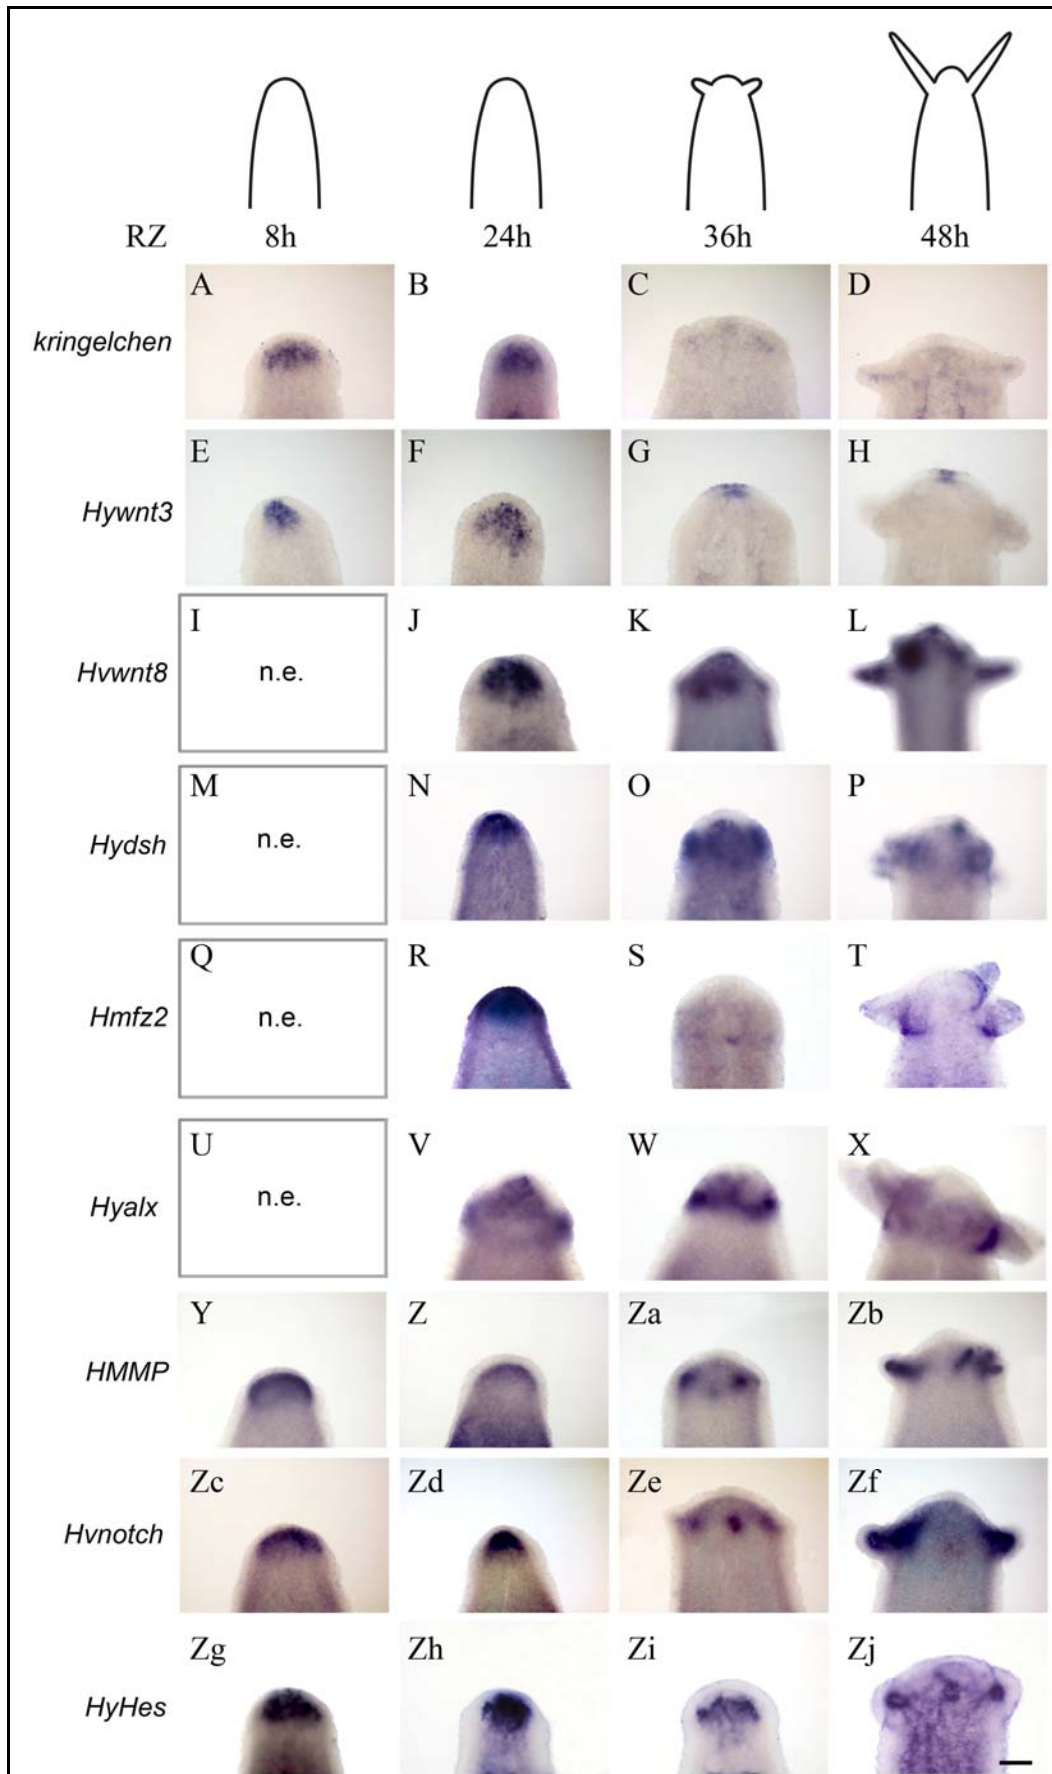 RZ 8h 24h 36h 48h
kringelchen A B C D
Hywnt3 E F G H
Hvwnt8 I n.e. J K L
Hydsh M n.e. N O P
Hmfz2 Q n.e. R S T
Hyalx U n.e. V W X
HMMP Y Z Za Zb
Hvnotch Zc Zd Ze Zf
HyHes Zg Zh Zi Zj